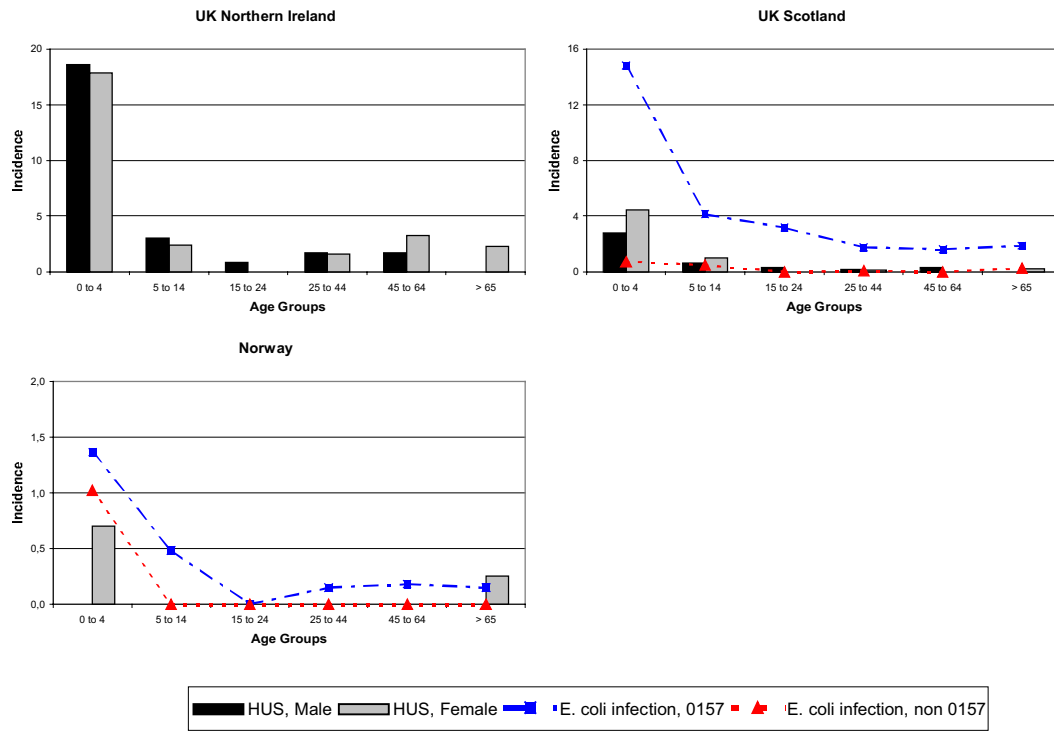 UK Northern Ireland
20
15
10
5
0
Incidence
0 to 4 5 to 14 15 to 24 25 to 44 45 to 64 > 65
Age Groups
UK Scotland
16
12
8
4
0
Incidence
0 to 4 5 to 14 15 to 24 25 to 44 45 to 64 > 65
Age Groups
Norway
2,0
1,5
1,0
0,5
0,0
Incidence
0 to 4 5 to 14 15 to 24 25 to 44 45 to 64 > 65
Age Groups
HUS, Male HUS, Female E. coli infection, 0157 E. coli infection, non 0157